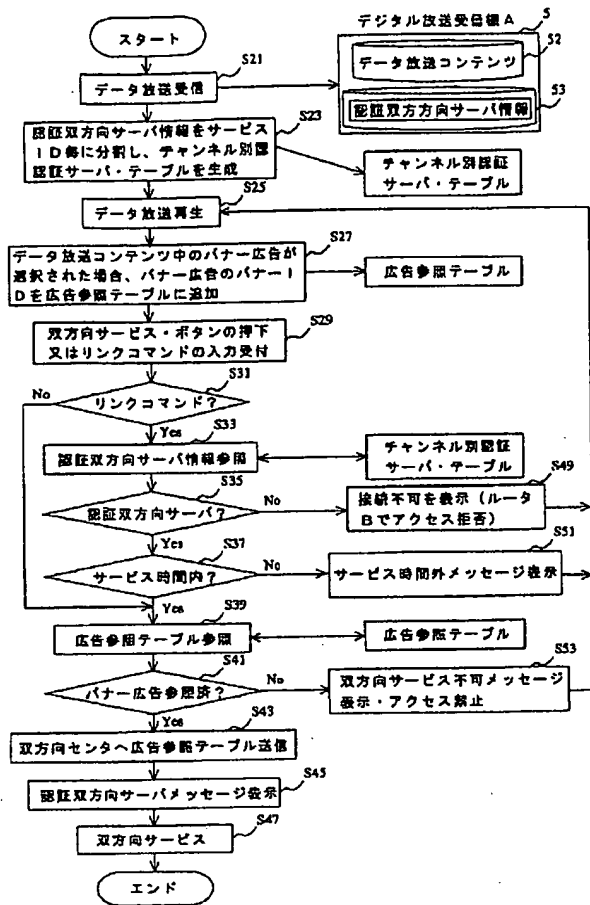 デジタル放送受信機A
5
スタート
S21
データ放送コンテンツ
52
データ放送受信
認証双方向サーバ情報
53
S23
認証双方向サーバ情報をサービス
ID毎に分割し、チャンネル別認
認証サーバ・テーブルを生成
チャンネル別認証
サーバ・テーブル
S25
データ放送再生
S27
データ放送コンテンツ中のバナー広告が
選択された場合、バナー広告のバナーI
Dを広告参照テーブルに追加
広告参照テーブル
S29
双方向サービス・ボタンの押下
又はリンクコマンドの入力受付
S31
No
リンクコマンド?
Yes
S33
認証双方向サーバ情報参照
チャンネル別認証
サーバ・テーブル
S35
認証双方向サーバ?
No
S49
接続不可を表示(ルータ
Bでアクセス拒否)
Yes
S37
サービス時間内?
No
S51
サービス時間外メッセージ表示
Yes
S39
広告参照テーブル参照
広告参照テーブル
S41
バナー広告参照済?
No
S53
双方向サービス不可メッセージ
表示・アクセス禁止
Yes
S43
双方向センタへ広告参照テーブル送信
S45
認証双方向サーバメッセージ表示
S47
双方向サービス
エンド